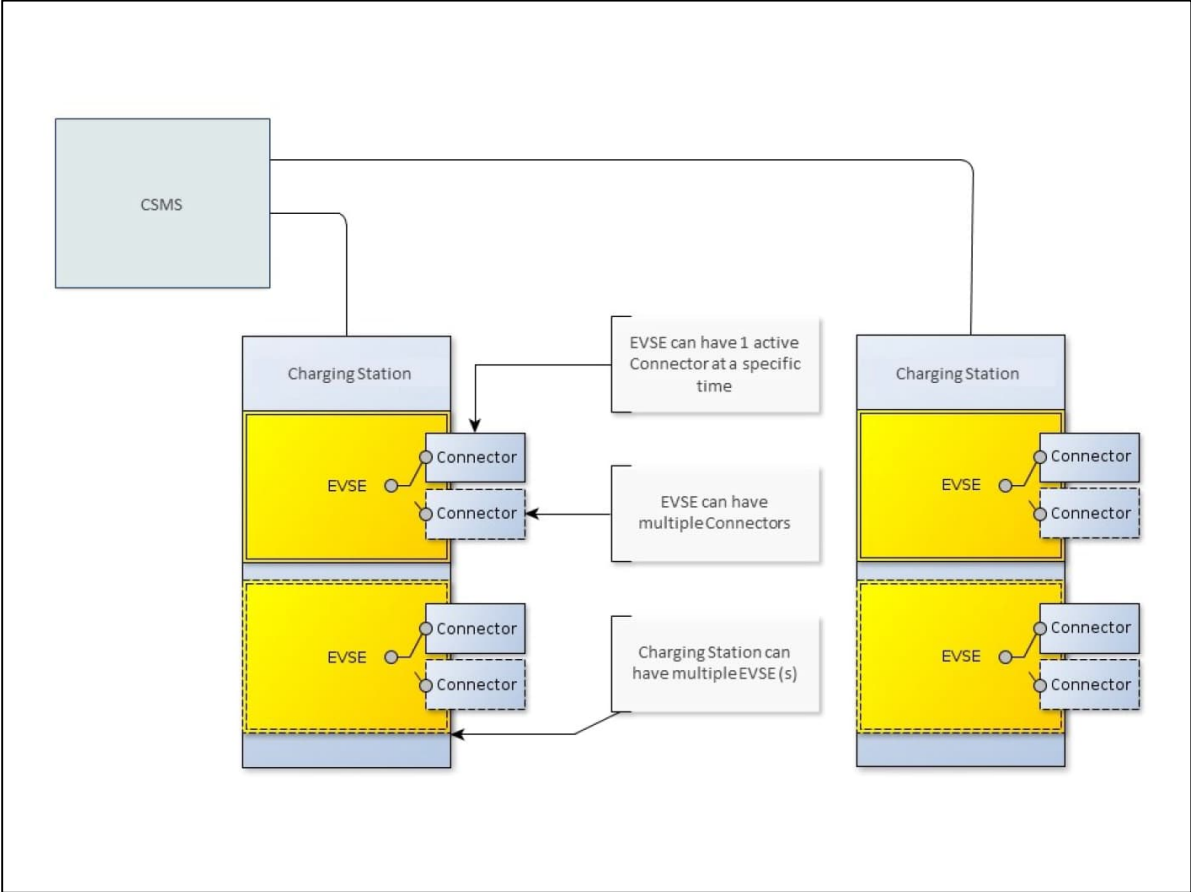 CSMS
Charging Station
EVSE
Connector
Connector
EVSE
Connector
Connector
EVSE can have 1 active
Connector at a specific
time
EVSE can have
multiple Connectors
Charging Station can
have multiple EVSE (s)
Charging Station
EVSE
Connector
Connector
EVSE
Connector
Connector